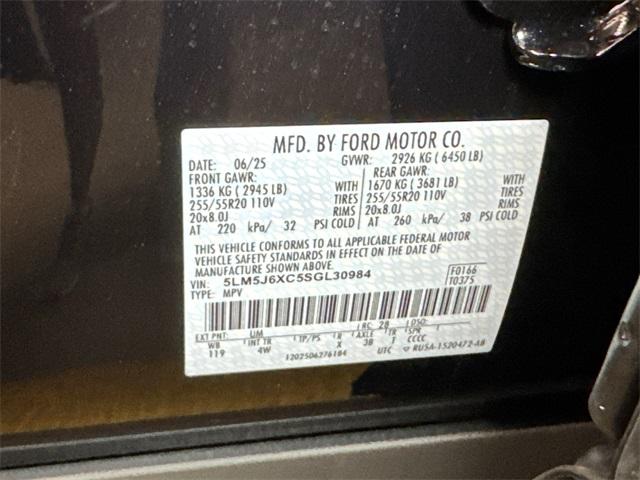 MFD. BY FORD MOTOR CO.
DATE: 06/25 GVWR: 2926 KG ( 6450 LB)
FRONT GAWR: REAR GAWR:
1336 KG ( 2945 LB) WITH 1670 KG ( 3681 LB) WITH
255/55R20 110V TIRES 255/55R20 110V TIRES
20x8.0J RIMS 20x8.0J RIMS
AT 220 kPa/ 32 PSI COLD AT 260 kPa/ 38 PSI COLD
THIS VEHICLE CONFORMS TO ALL APPLICABLE FEDERAL MOTOR
VEHICLE SAFETY STANDARDS IN EFFECT ON THE DATE OF
MANUFACTURE SHOWN ABOVE.
VIN: 5LM5J6XC5SGL30984 F0166
TYPE: MPV T0375
EXT PNT: UM RC: 28 DSO:
WB INT TR TP/PS R AXLE TR SPR
119 4W X 3B T CCCC
1202506276184 UTC RUSA-1520472-AB